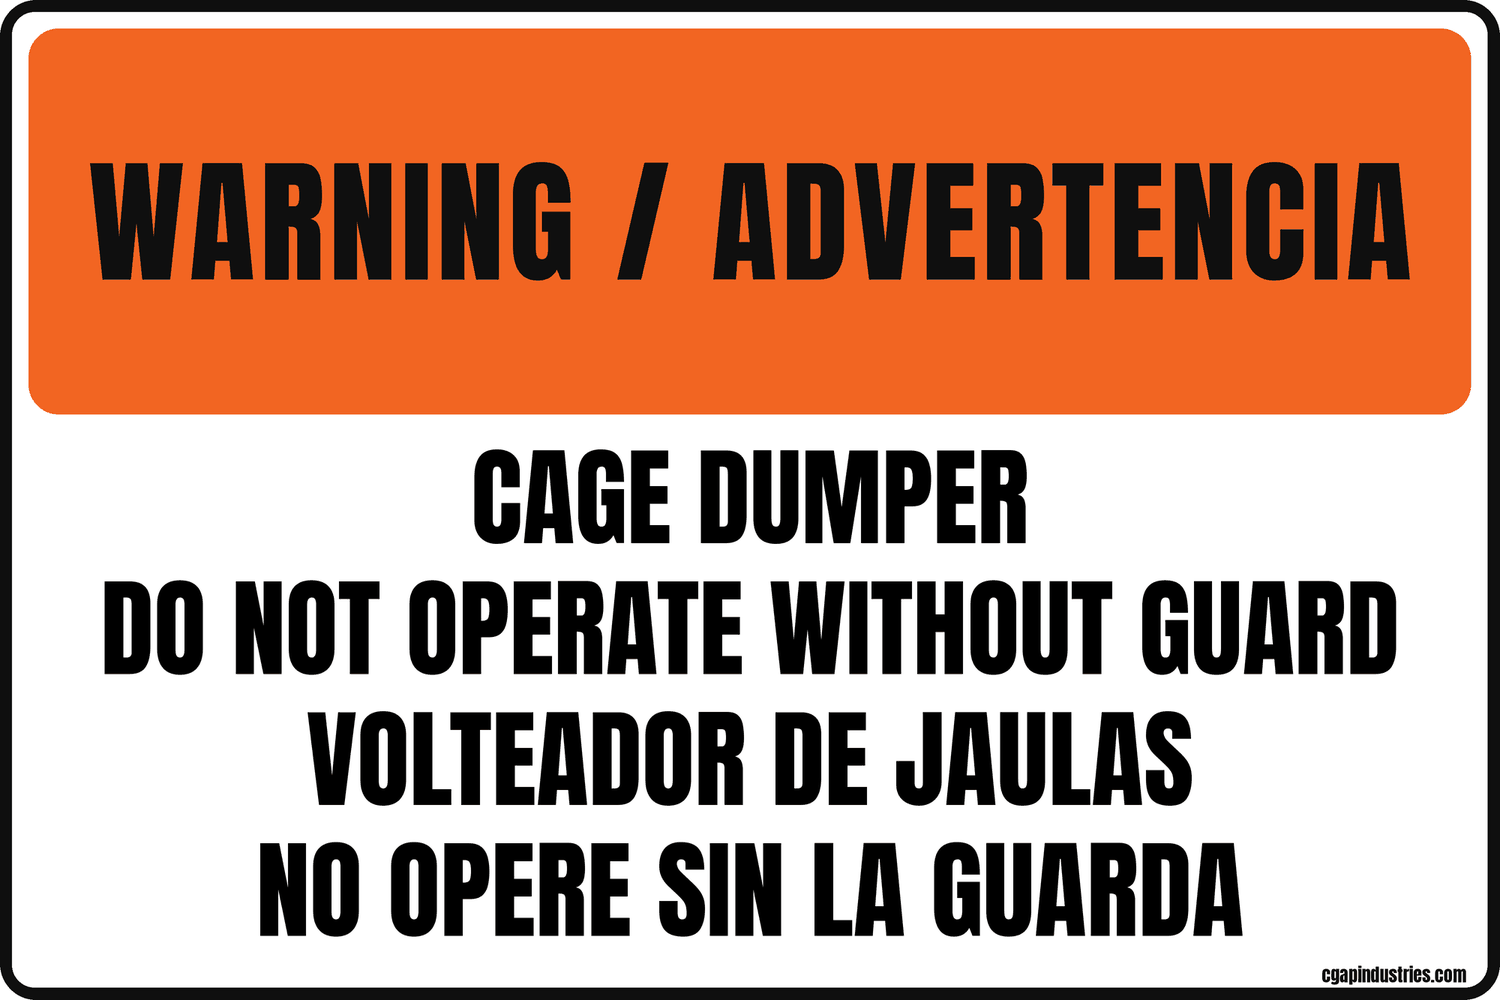 WARNING / ADVERTENCIA
CAGE DUMPER
DO NOT OPERATE WITHOUT GUARD
VOLTEADOR DE JAULAS
NO OPERE SIN LA GUARDA
cgapindustries.com